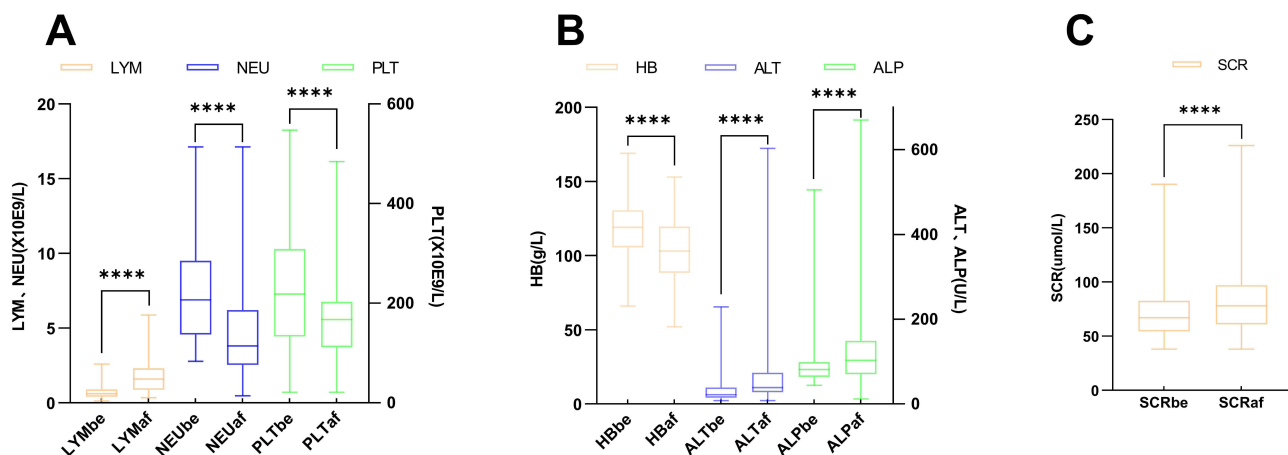 A
B
C
LYM NEU PLT
HB ALT ALP
SCR
**** **** ****
**** **** ****
****
LYM、NEU(X10E9/L)
20
15
10
5
0
PLT(X10E9/L)
600
400
200
0
LYMbe LYMaf NEUbe NEUaf PLTbe PLTaf
HB(g/L)
200
150
100
50
0
ALT、ALP(U/L)
600
400
200
0
HBbe HBaf ALTbe ALTaf ALPbe ALPaf
SCR(umol/L)
250
200
150
100
50
0
SCRbe SCRaf